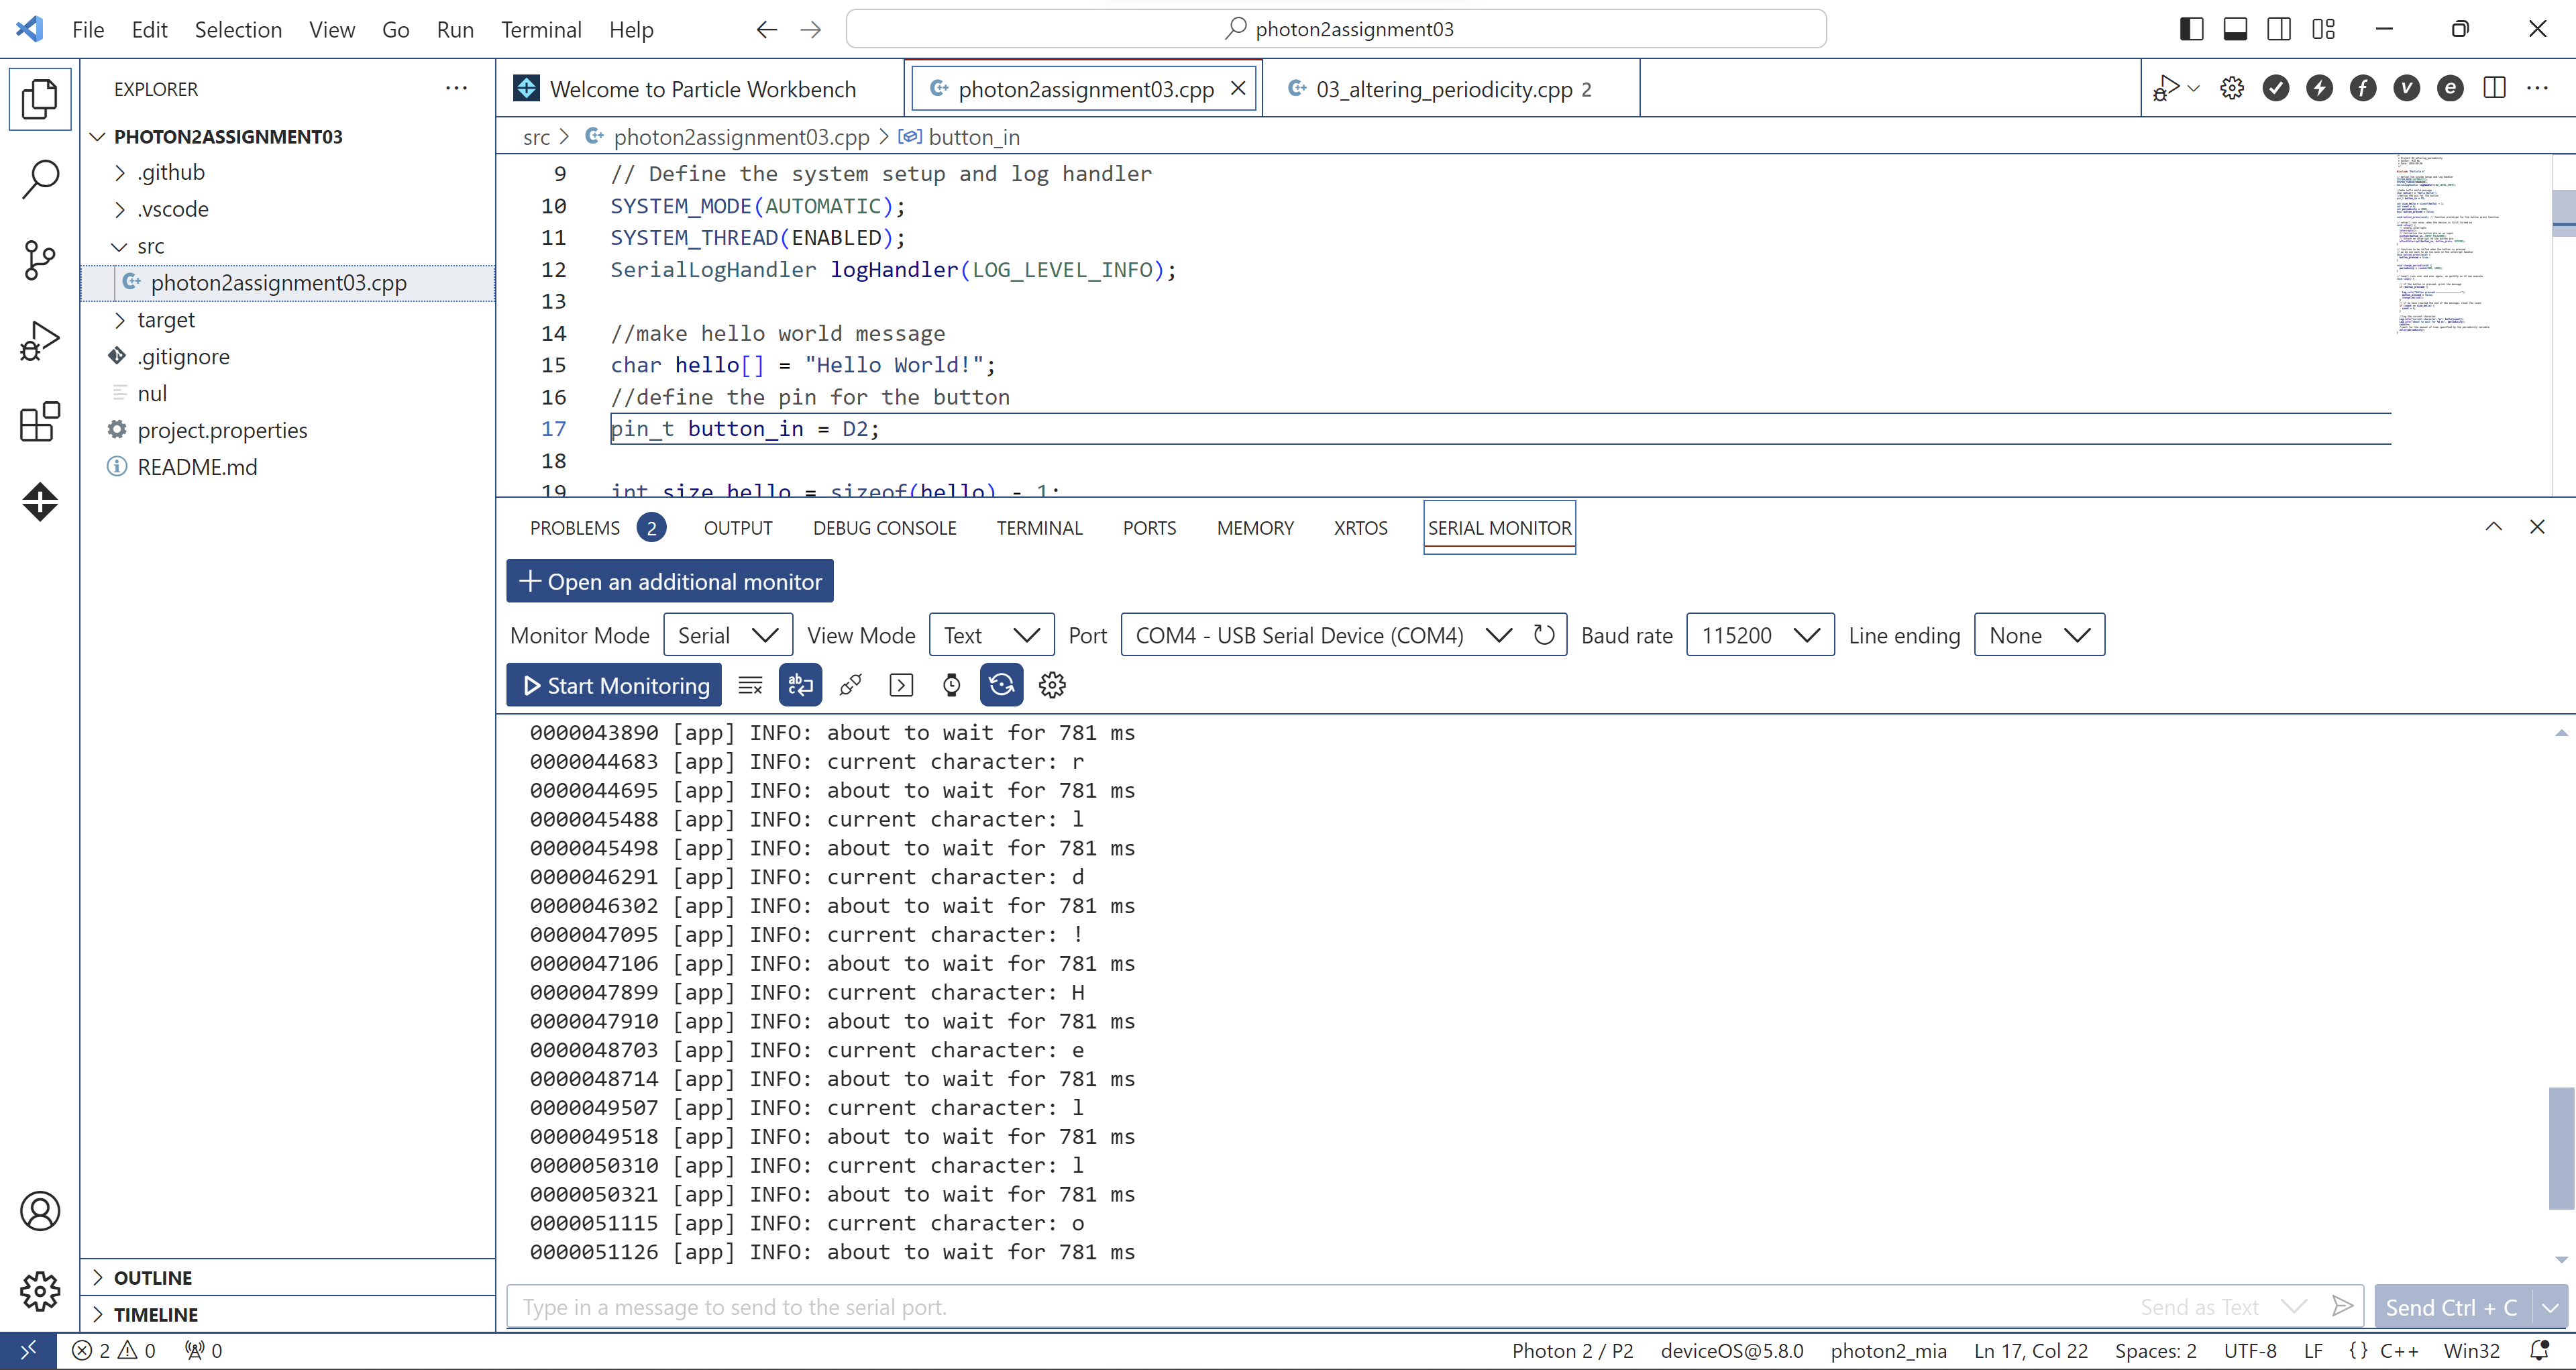 File Edit Selection View Go Run Terminal Help
photon2assignment03
EXPLORER
PHOTON2ASSIGNMENT03
.github
.vscode
src
photon2assignment03.cpp
target
.gitignore
nul
project.properties
README.md
OUTLINE
TIMELINE
Welcome to Particle Workbench
photon2assignment03.cpp
03_altering_periodicity.cpp 2
src > photon2assignment03.cpp > button_in
9 // Define the system setup and log handler
10 SYSTEM_MODE(AUTOMATIC);
11 SYSTEM_THREAD(ENABLED);
12 SerialLogHandler logHandler(LOG_LEVEL_INFO);
13
14 //make hello world message
15 char hello[] = "Hello World!";
16 //define the pin for the button
17 pin_t button_in = D2;
18
19 int size_hello = sizeof(hello) - 1;
PROBLEMS 2 OUTPUT DEBUG CONSOLE TERMINAL PORTS MEMORY XRTOS SERIAL MONITOR
Open an additional monitor
Monitor Mode Serial View Mode Text Port COM4 - USB Serial Device (COM4) Baud rate 115200 Line ending None
Start Monitoring
0000043890 [app] INFO: about to wait for 781 ms
0000044683 [app] INFO: current character: r
0000044695 [app] INFO: about to wait for 781 ms
0000045488 [app] INFO: current character: l
0000045498 [app] INFO: about to wait for 781 ms
0000046291 [app] INFO: current character: d
0000046302 [app] INFO: about to wait for 781 ms
0000047095 [app] INFO: current character: !
0000047106 [app] INFO: about to wait for 781 ms
0000047899 [app] INFO: current character: H
0000047910 [app] INFO: about to wait for 781 ms
0000048703 [app] INFO: current character: e
0000048714 [app] INFO: about to wait for 781 ms
0000049507 [app] INFO: current character: l
0000049518 [app] INFO: about to wait for 781 ms
0000050310 [app] INFO: current character: l
0000050321 [app] INFO: about to wait for 781 ms
0000051115 [app] INFO: current character: o
0000051126 [app] INFO: about to wait for 781 ms
Type in a message to send to the serial port. Send as Text Send Ctrl + C
2 0 0 Photon 2 / P2 deviceOS@5.8.0 photon2_mia Ln 17, Col 22 Spaces: 2 UTF-8 LF {} C++ Win32